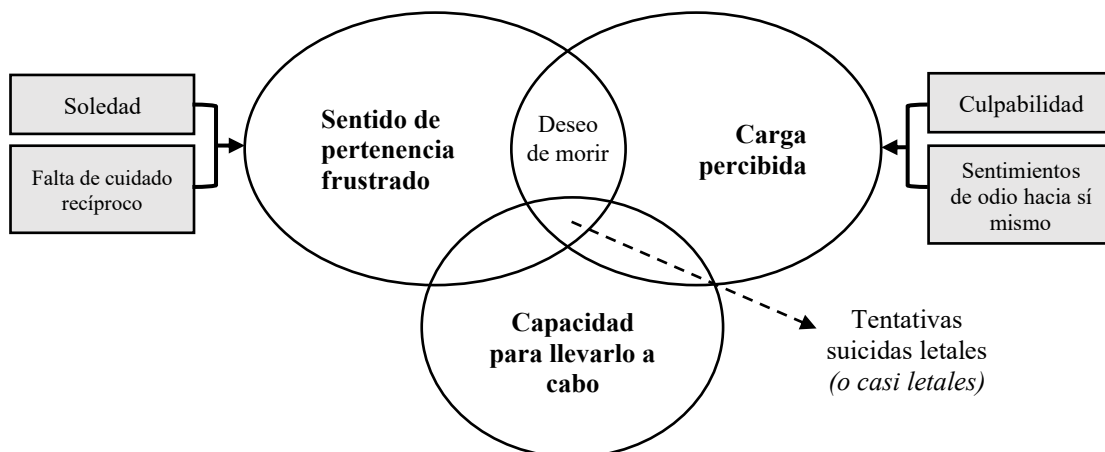 Soledad
Falta de cuidado
recíproco
Sentido de
pertenencia
frustrado
Deseo
de morir
Carga
percibida
Culpabilidad
Sentimientos
de odio hacia sí
mismo
Capacidad
para llevarlo a
cabo
Tentativas
suicidas letales
(o casi letales)